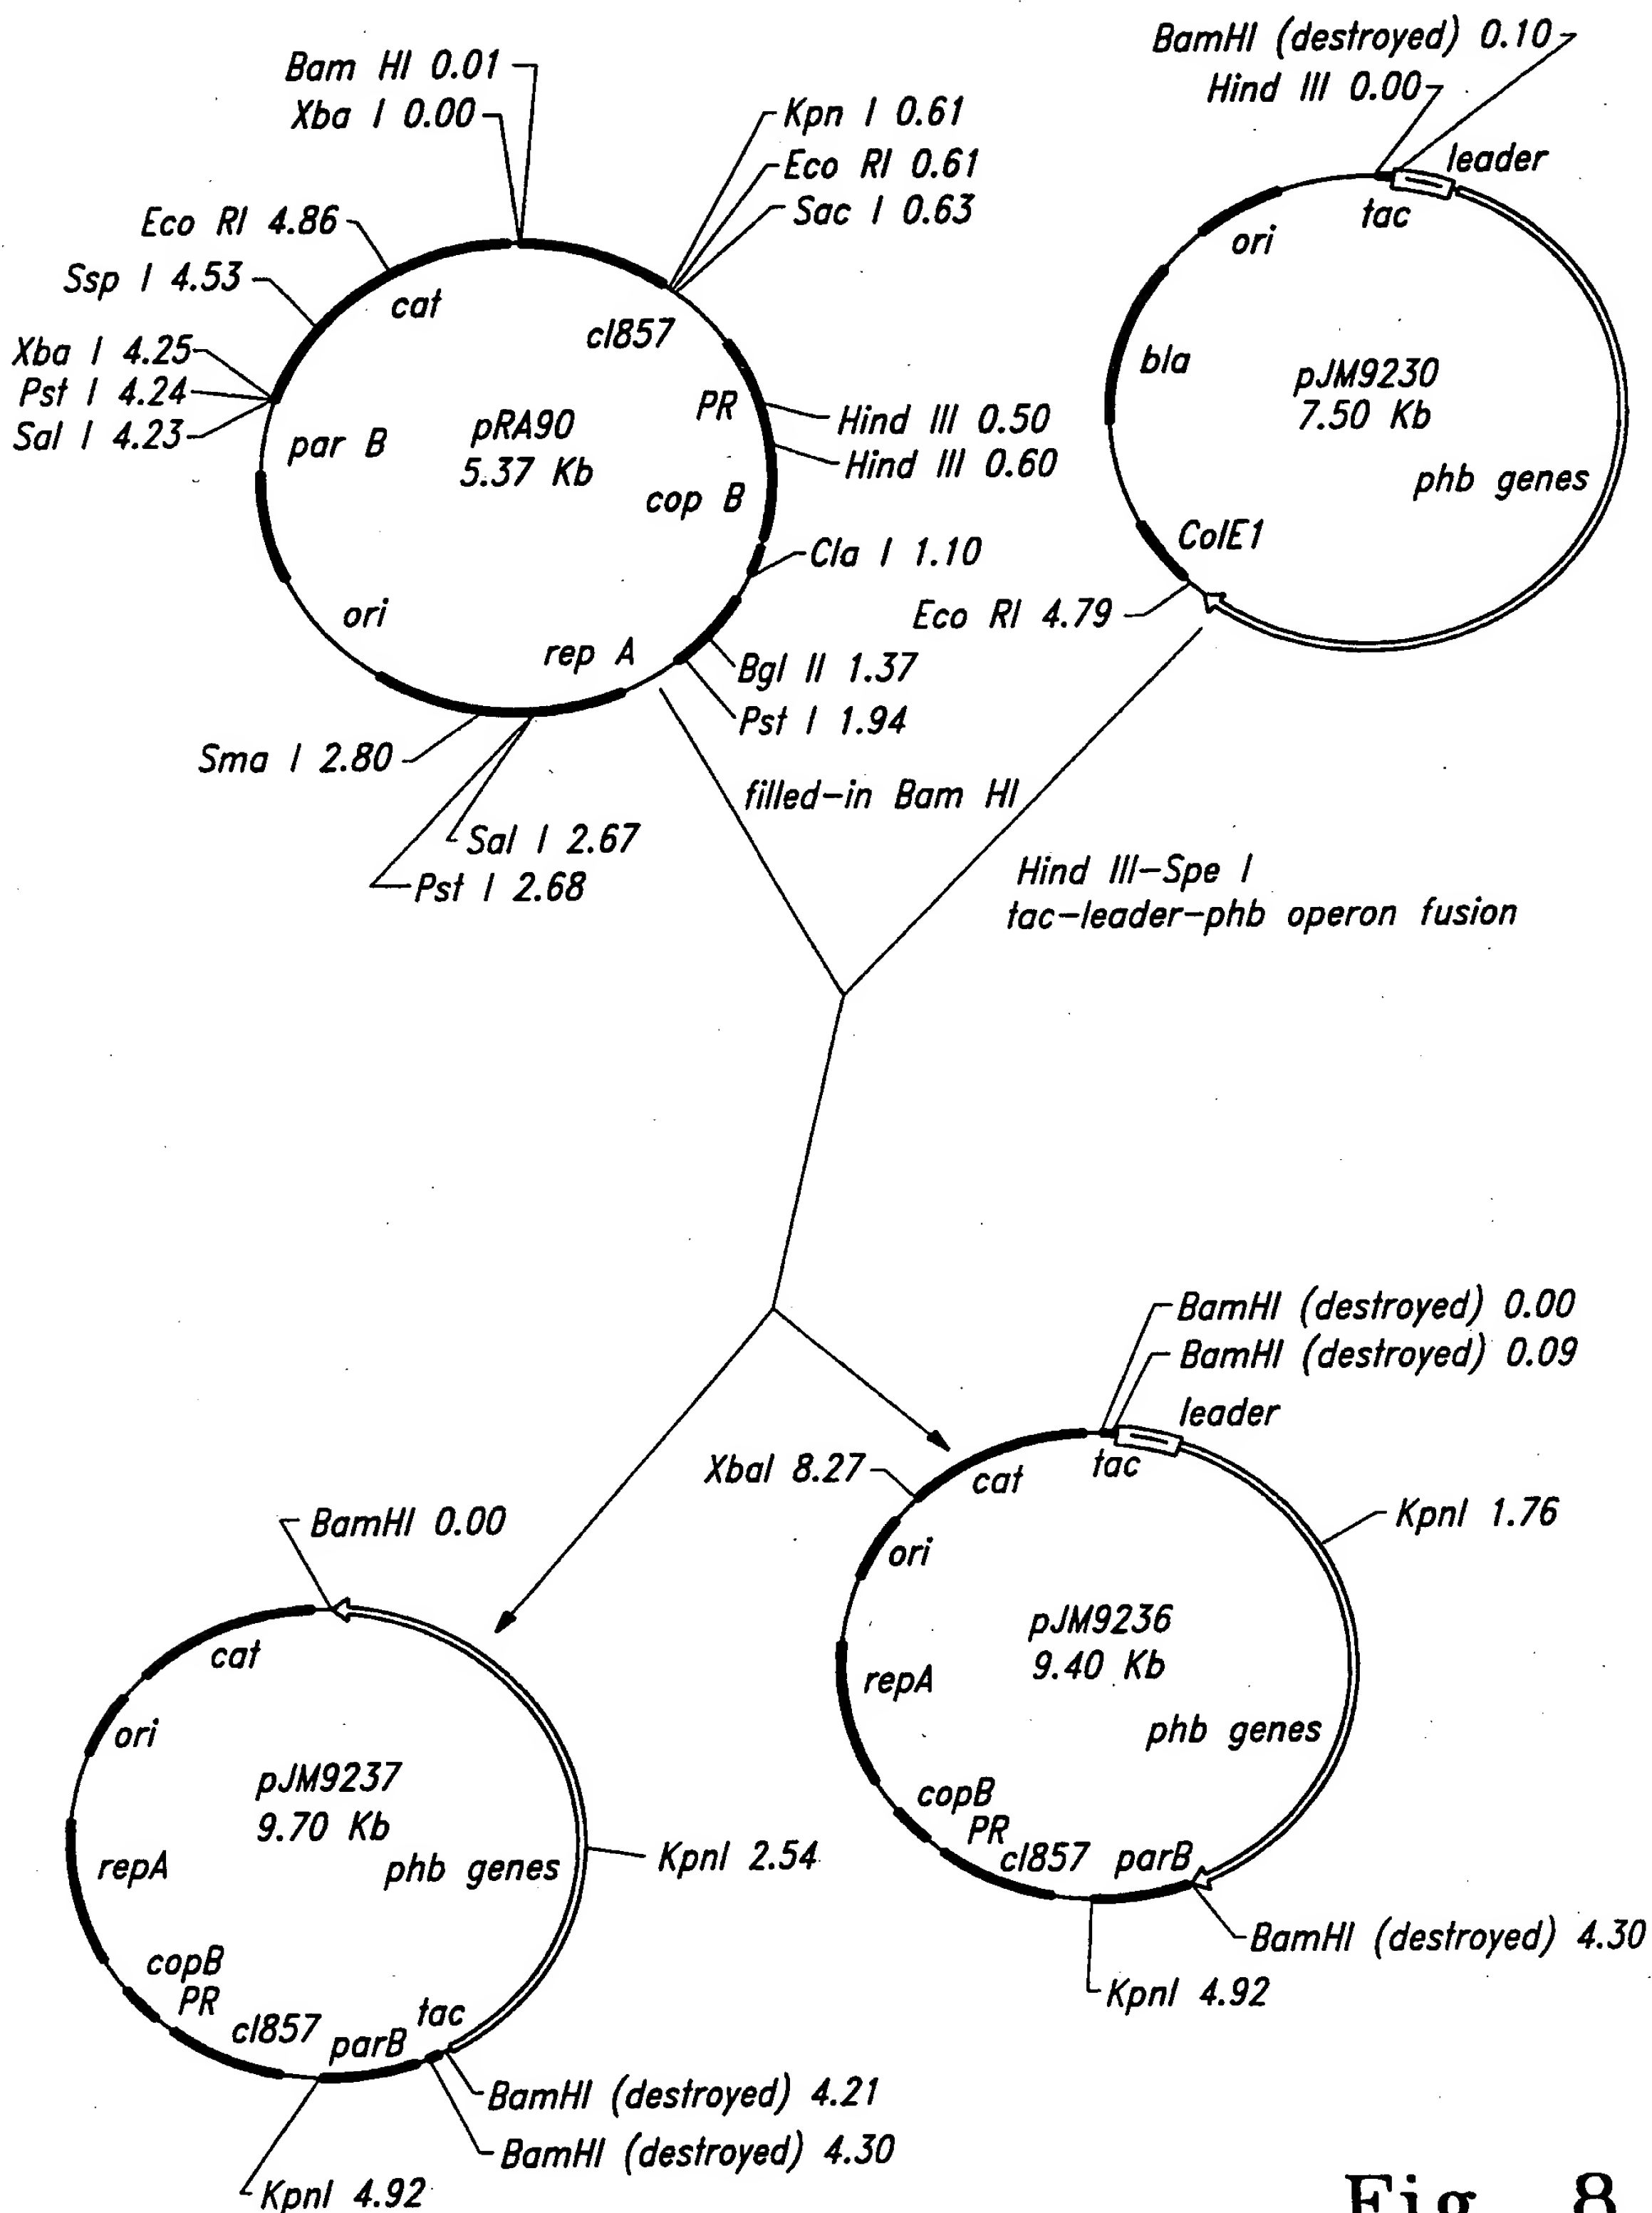 Bam HI 0.01
Xba I 0.00
Kpn I 0.61
Eco RI 0.61
Sac I 0.63
Eco RI 4.86
Ssp I 4.53
Xba I 4.25
Pst I 4.24
Sal I 4.23
cat
cI857
par B
pRA90
5.37 Kb
PR
Hind III 0.50
Hind III 0.60
cop B
Cla I 1.10
ori
rep A
Bgl II 1.37
Pst I 1.94
Sma I 2.80
Sal I 2.67
Pst I 2.68
BamHI (destroyed) 0.10
Hind III 0.00
leader
tac
ori
bla
pJM9230
7.50 Kb
phb genes
ColE1
Eco RI 4.79
filled-in Bam HI
Hind III-Spe I
tac-leader-phb operon fusion
BamHI (destroyed) 0.00
BamHI (destroyed) 0.09
leader
XbaI 8.27
cat
tac
KpnI 1.76
ori
pJM9236
9.40 Kb
repA
phb genes
copB
PR
cI857
parB
BamHI (destroyed) 4.30
KpnI 4.92
BamHI 0.00
cat
ori
pJM9237
9.70 Kb
repA
phb genes
KpnI 2.54
copB
PR
cI857
parB
tac
BamHI (destroyed) 4.21
BamHI (destroyed) 4.30
KpnI 4.92
Fig. 8